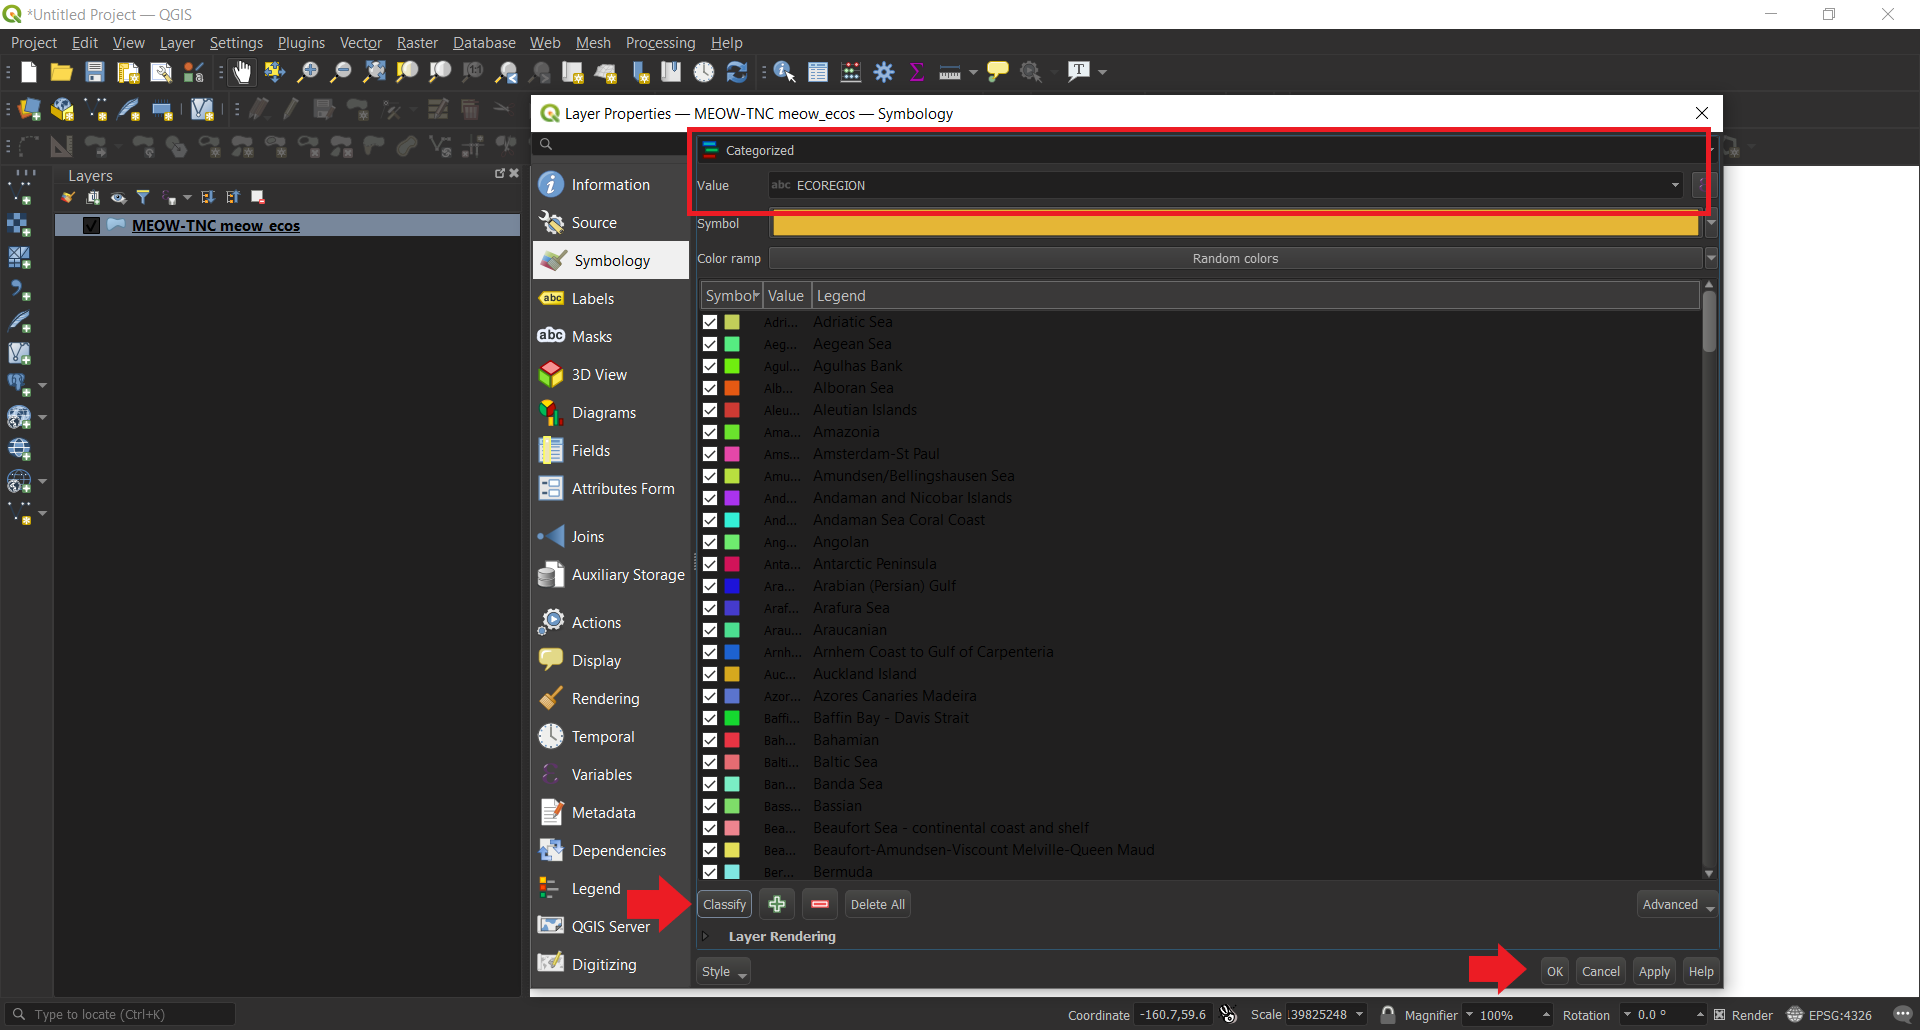 *Untitled Project — QGIS
Project Edit View Layer Settings Plugins Vector Raster Database Web Mesh Processing Help
Layer Properties — MEOW-TNC meow_ecos — Symbology
Layers
MEOW-TNC meow_ecos
Information
Source
Symbology
Labels
Masks
3D View
Diagrams
Fields
Attributes Form
Joins
Auxiliary Storage
Actions
Display
Rendering
Temporal
Variables
Metadata
Dependencies
Legend
QGIS Server
Digitizing
Categorized
Value abc ECOREGION
Symbol
Color ramp Random colors
Symbol Value Legend
Adri... Adriatic Sea
Aeg... Aegean Sea
Agul... Agulhas Bank
Alb... Alboran Sea
Aleu... Aleutian Islands
Ama... Amazonia
Ams... Amsterdam-St Paul
Amu... Amundsen/Bellingshausen Sea
And... Andaman and Nicobar Islands
And... Andaman Sea Coral Coast
Ang... Angolan
Anta... Antarctic Peninsula
Ara... Arabian (Persian) Gulf
Araf... Arafura Sea
Arau... Araucanian
Arnh... Arnhem Coast to Gulf of Carpenteria
Auc... Auckland Island
Azor... Azores Canaries Madeira
Baffi... Baffin Bay - Davis Strait
Bah... Bahamian
Balti... Baltic Sea
Ban... Banda Sea
Bass... Bassian
Bea... Beaufort Sea - continental coast and shelf
Bea... Beaufort-Amundsen-Viscount Melville-Queen Maud
Ber... Bermuda
Classify Delete All Advanced
Layer Rendering
Style OK Cancel Apply Help
Type to locate (Ctrl+K) Coordinate -160.7,59.6 Scale .39825248 Magnifier 100% Rotation 0.0 ° Render EPSG:4326